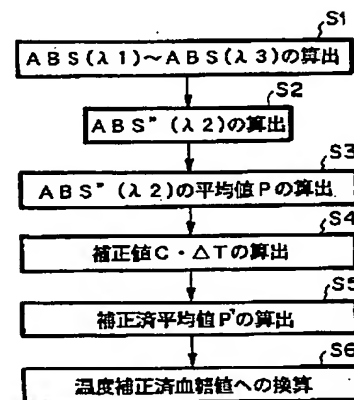 S1
ABS(λ1)~ABS(λ3)の算出
S2
ABS"(λ2)の算出
S3
ABS"(λ2)の平均値Pの算出
S4
補正値C・△Tの算出
S5
補正済平均値P'の算出
S6
温度補正済血糖値への換算